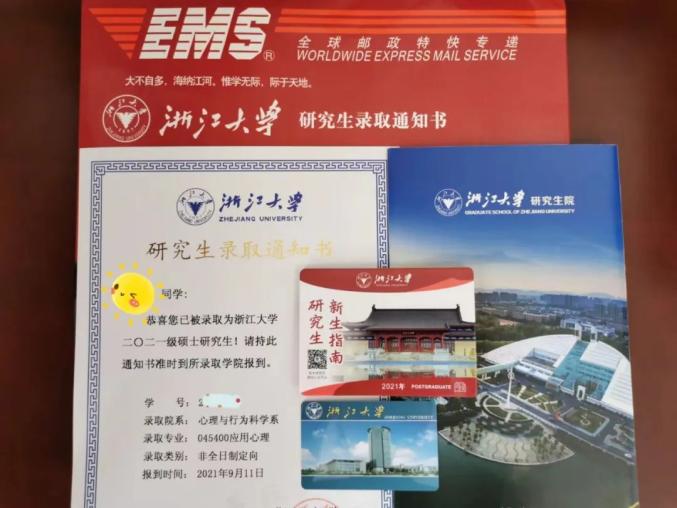 EMS®
全球邮政特快专递
WORLDWIDE EXPRESS MAIL SERVICE
大不自多，海纳江河。惟学无际，际于天地。
浙江大学 研究生录取通知书
浙江大学
ZHEJIANG UNIVERSITY
研究生录取通知书
同学：
恭喜您已被录取为浙江大学
二〇二一级硕士研究生！请持此
通知书准时到所录取学院报到。
学 号：2
录取院系：心理与行为科学系
录取专业：045400应用心理
录取类别：非全日制定向
报到时间：2021年9月11日
浙江大学 研究生院
GRADUATE SCHOOL OF ZHEJIANG UNIVERSITY
浙江大学
研究生
新生指南
2021年 POSTGRADUATE
浙江大学
ZHEJIANG UNIVERSITY